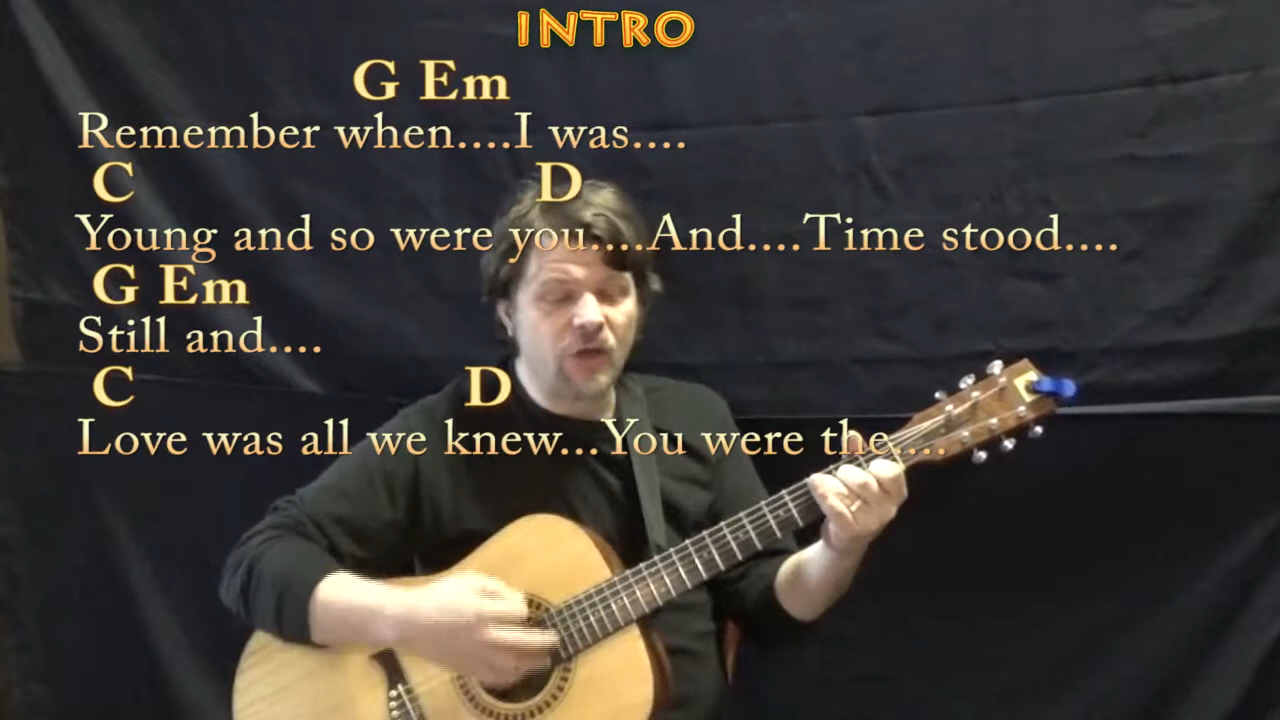 INTRO
G Em
Remember when....I was....
C D
Young and so were you....And....Time stood....
G Em
Still and....
C D
Love was all we knew...You were the....